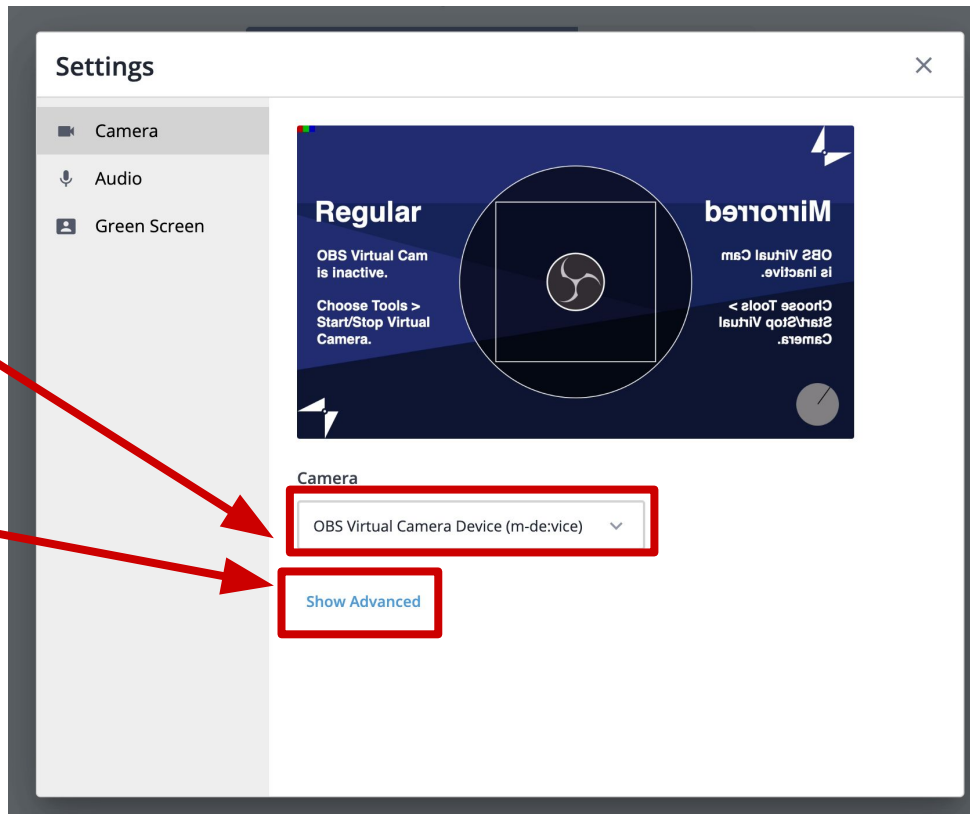 Settings
Camera
Audio
Green Screen
Regular
OBS Virtual Cam
is inactive.
Choose Tools >
Start/Stop Virtual
Camera.
Mirrored
OBS Virtual Cam
is inactive.
Choose Tools >
Start/Stop Virtual
Camera.
Camera
OBS Virtual Camera Device (m-de:vice)
Show Advanced